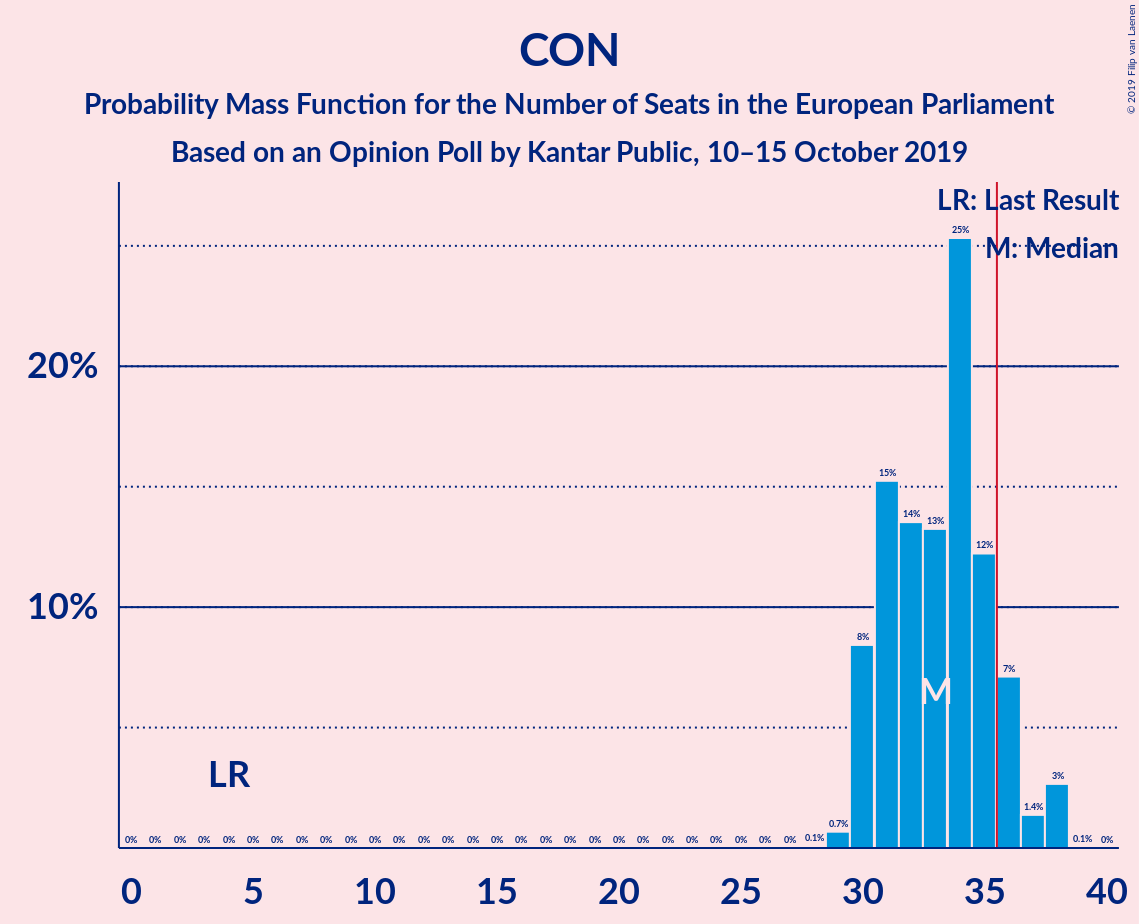 CON
Probability Mass Function for the Number of Seats in the European Parliament
Based on an Opinion Poll by Kantar Public, 10–15 October 2019
© 2019 Filip van Laenen
LR: Last Result
M: Median
25%
20%
15%
14%
13%
12%
10%
8%
7%
M
LR
3%
1.4%
0% 0% 0% 0% 0% 0% 0% 0% 0% 0% 0% 0% 0% 0% 0% 0% 0% 0% 0% 0% 0% 0% 0% 0% 0% 0% 0% 0% 0.1% 0.7% 0.1% 0%
0 5 10 15 20 25 30 35 40